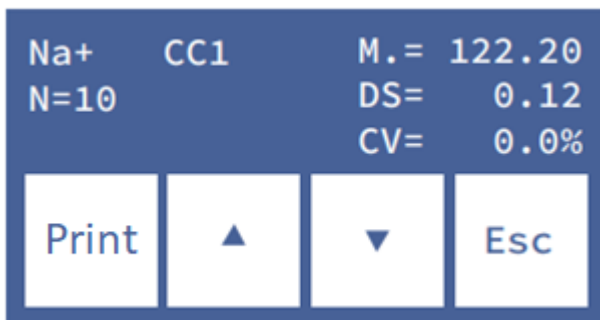 Na+ CC1 M.= 122.20
N=10 DS= 0.12
CV= 0.0%
Print ▲ ▼ Esc